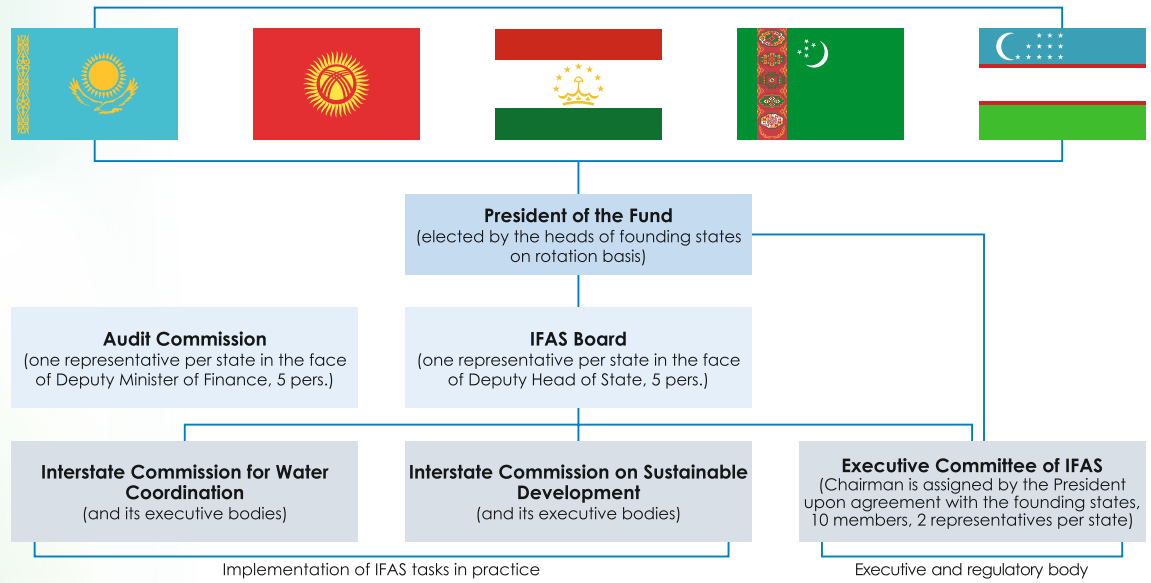 President of the Fund
(elected by the heads of founding states
on rotation basis)
Audit Commission
(one representative per state in the face
of Deputy Minister of Finance, 5 pers.)
IFAS Board
(one representative per state in the face
of Deputy Head of State, 5 pers.)
Interstate Commission for Water
Coordination
(and its executive bodies)
Interstate Commission on Sustainable
Development
(and its executive bodies)
Executive Committee of IFAS
(Chairman is assigned by the President
upon agreement with the founding states,
10 members, 2 representatives per state)
Implementation of IFAS tasks in practice
Executive and regulatory body